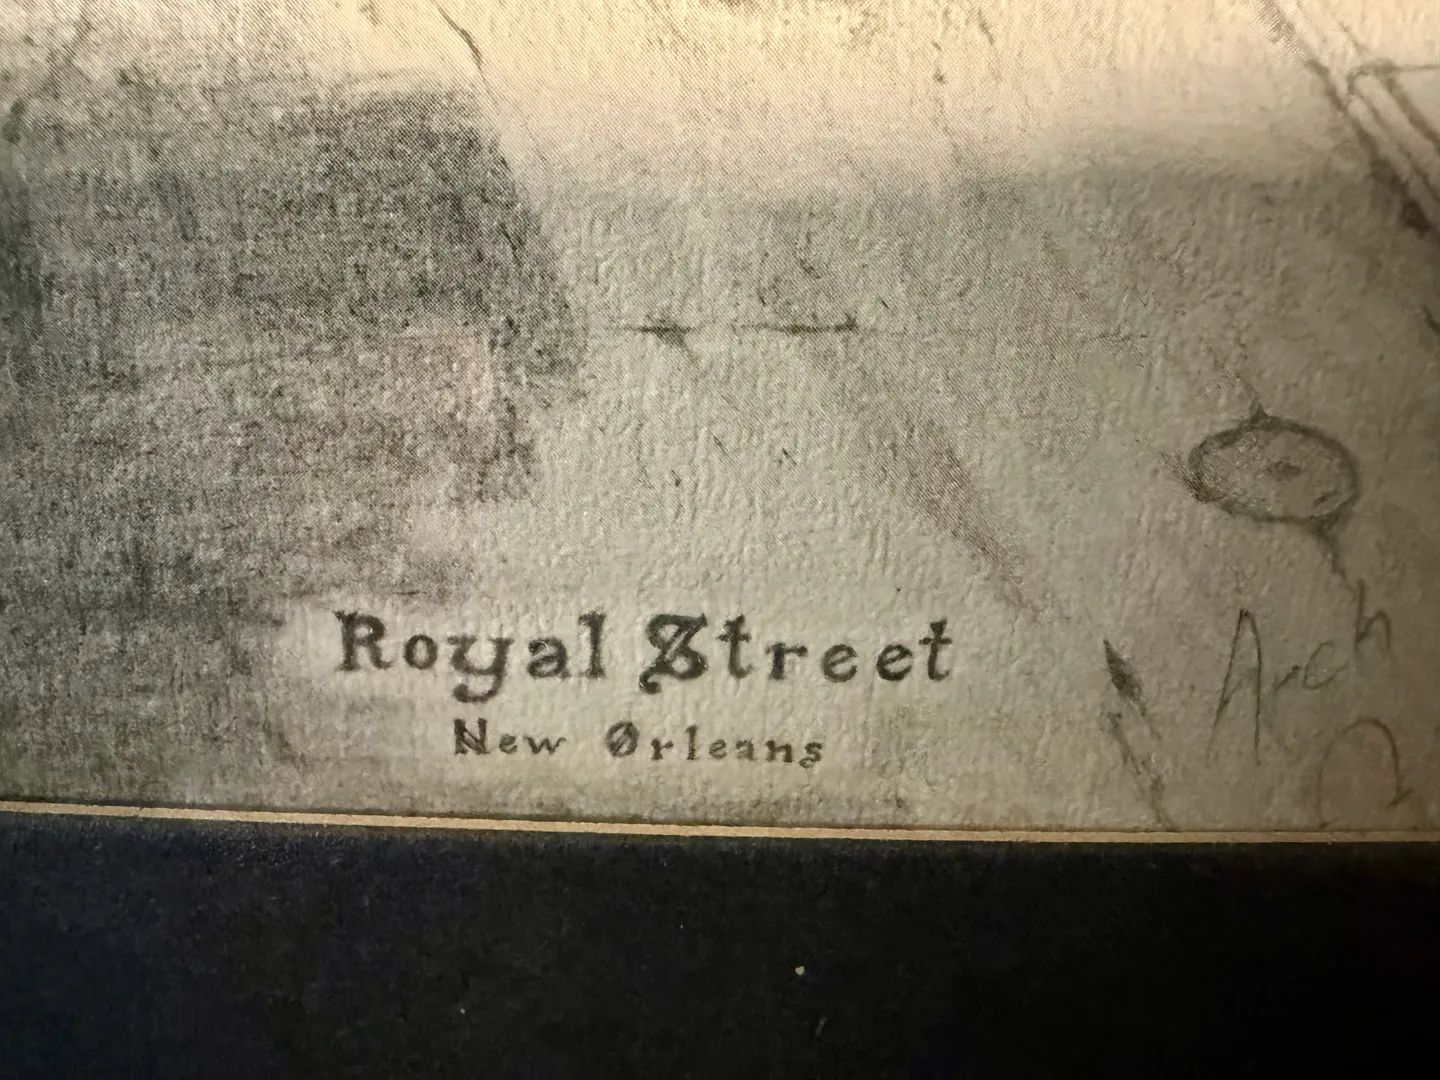 Royal Street
New Orleans
Arch